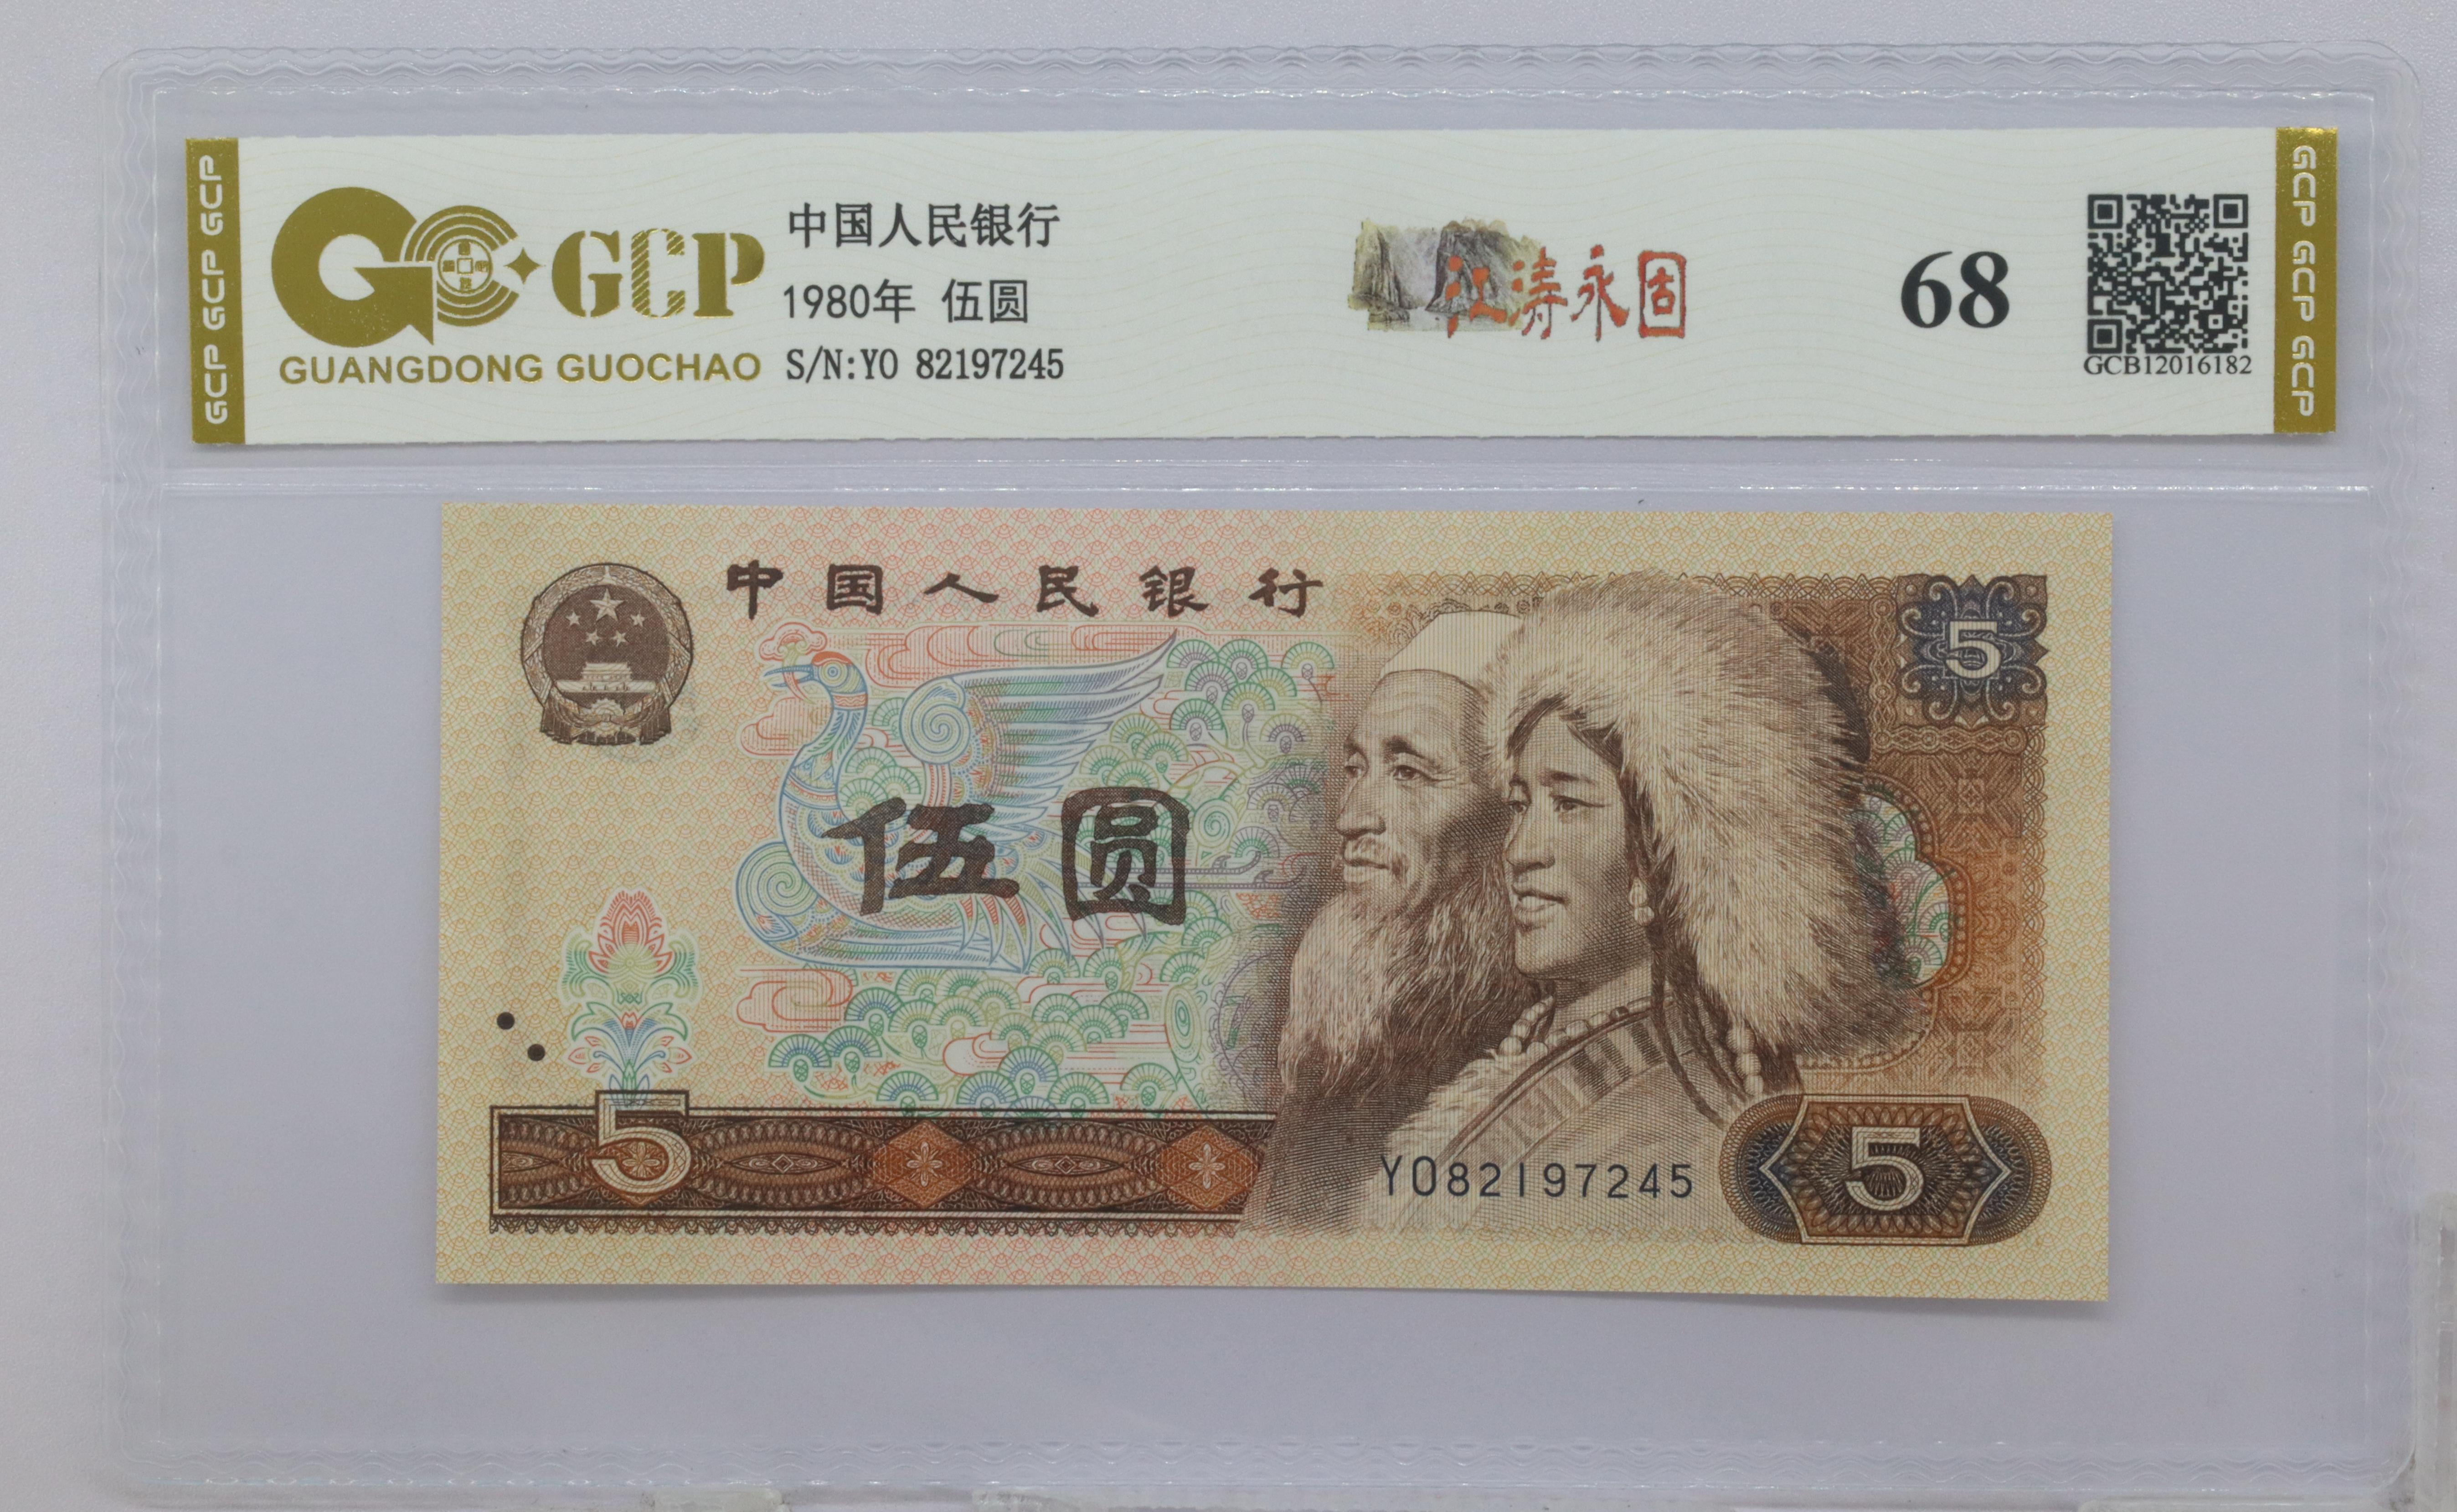 GCP GCP GCP
GCP
GUANGDONG GUOCHAO
中国人民银行
1980年 伍圆
S/N:YO 82197245
江涛永固
68
GCB12016182
GCP GCP GCP
中国人民银行
5
伍圆
5
YO82197245
5